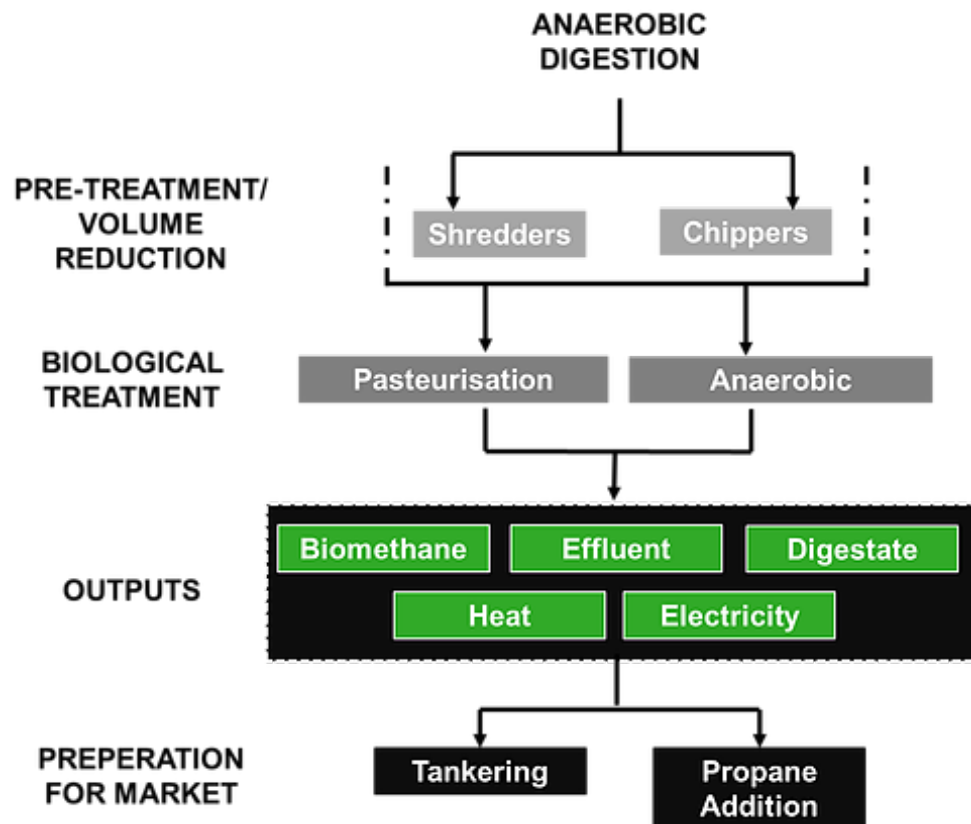 ANAEROBIC
DIGESTION
PRE-TREATMENT/
VOLUME
REDUCTION
Shredders
Chippers
BIOLOGICAL
TREATMENT
Pasteurisation
Anaerobic
OUTPUTS
Biomethane
Effluent
Digestate
Heat
Electricity
PREPERATION
FOR MARKET
Tankering
Propane
Addition